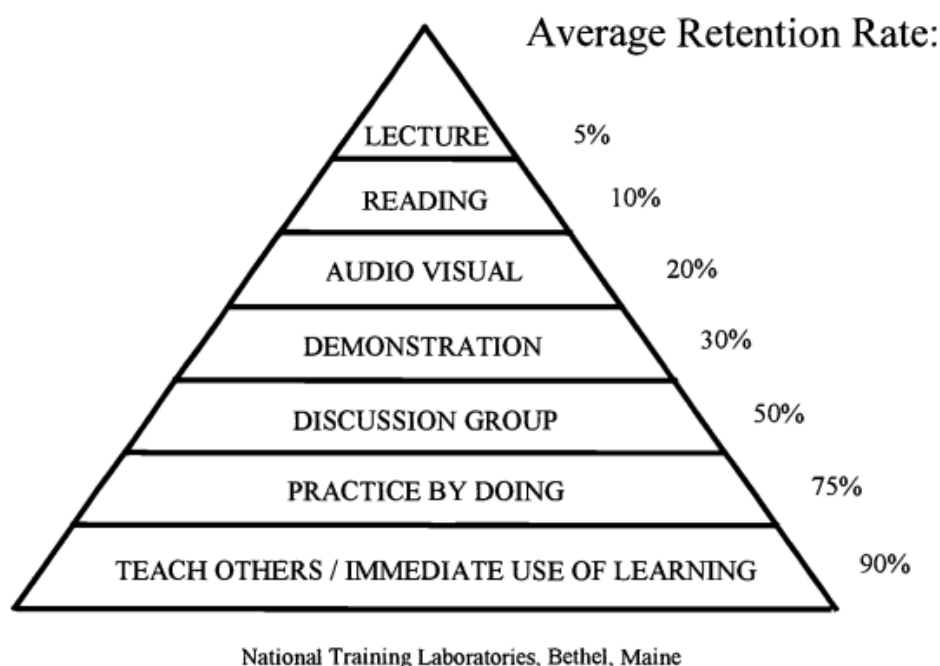 Average Retention Rate:
LECTURE 5%
READING 10%
AUDIO VISUAL 20%
DEMONSTRATION 30%
DISCUSSION GROUP 50%
PRACTICE BY DOING 75%
TEACH OTHERS / IMMEDIATE USE OF LEARNING 90%
National Training Laboratories, Bethel, Maine